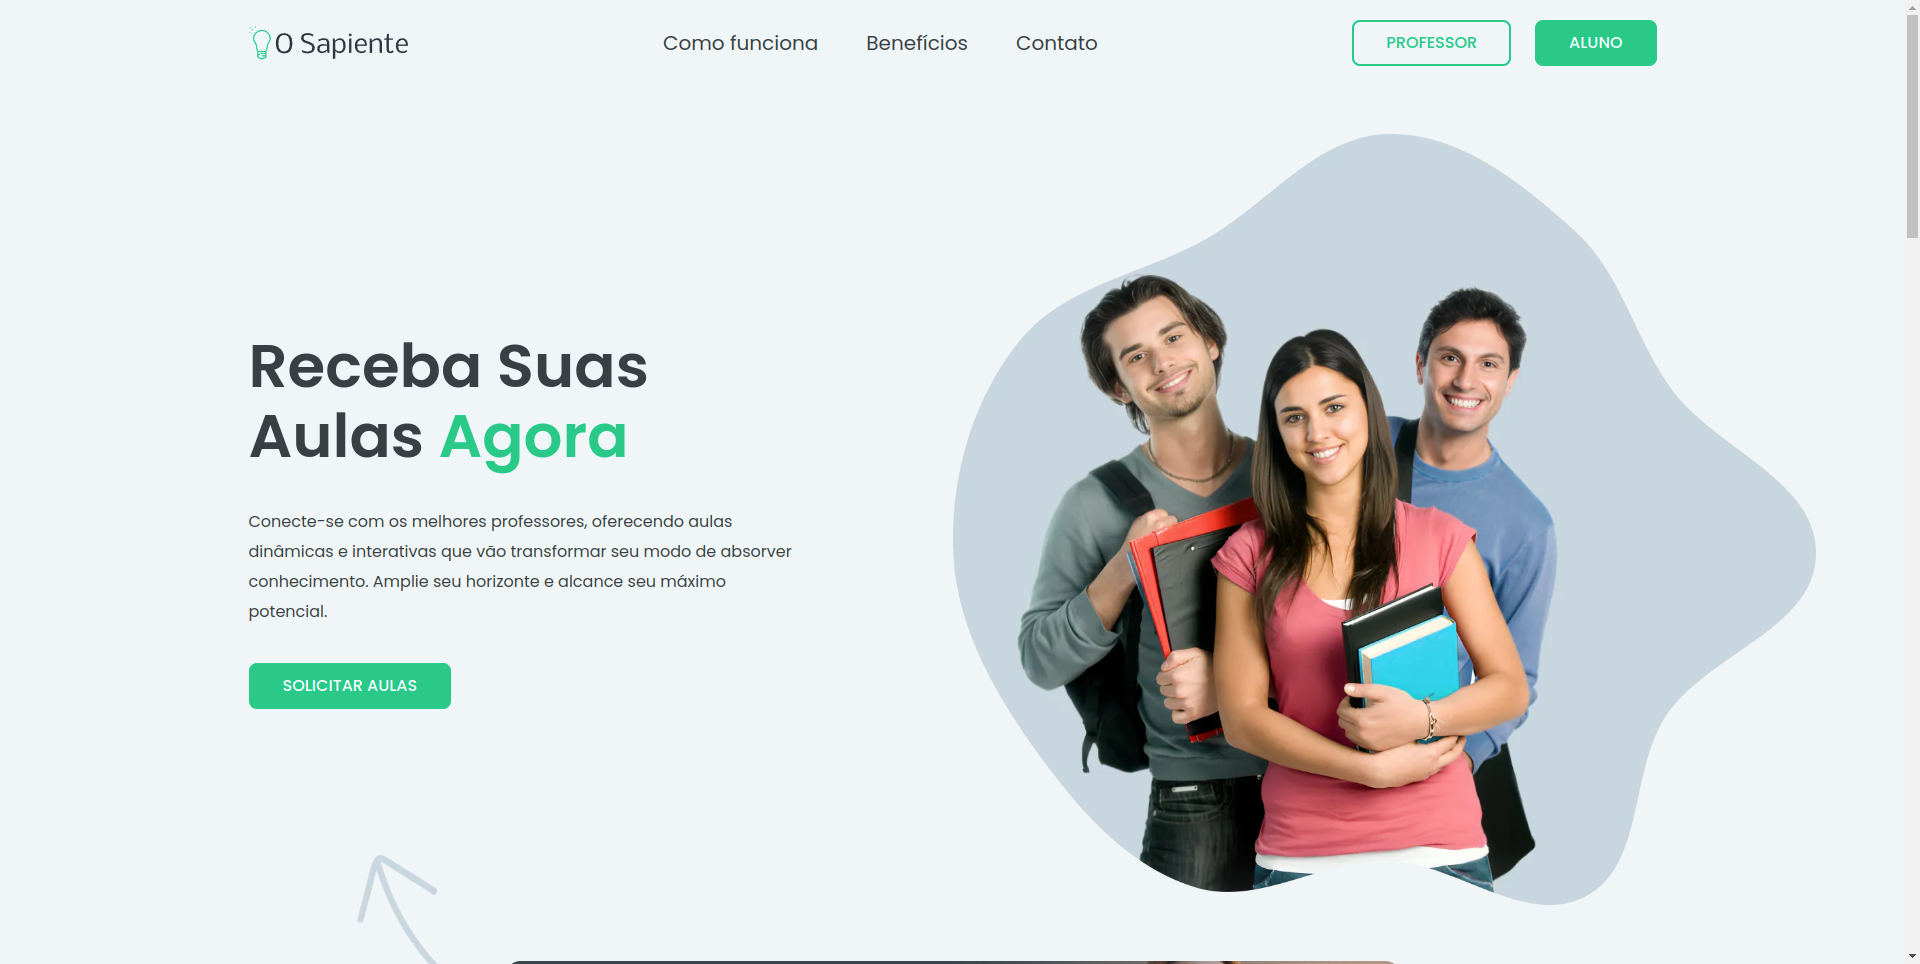 O Sapiente
Como funciona
Benefícios
Contato
PROFESSOR
ALUNO
Receba Suas
Aulas Agora
Conecte-se com os melhores professores, oferecendo aulas
dinâmicas e interativas que vão transformar seu modo de absorver
conhecimento. Amplie seu horizonte e alcance seu máximo
potencial.
SOLICITAR AULAS